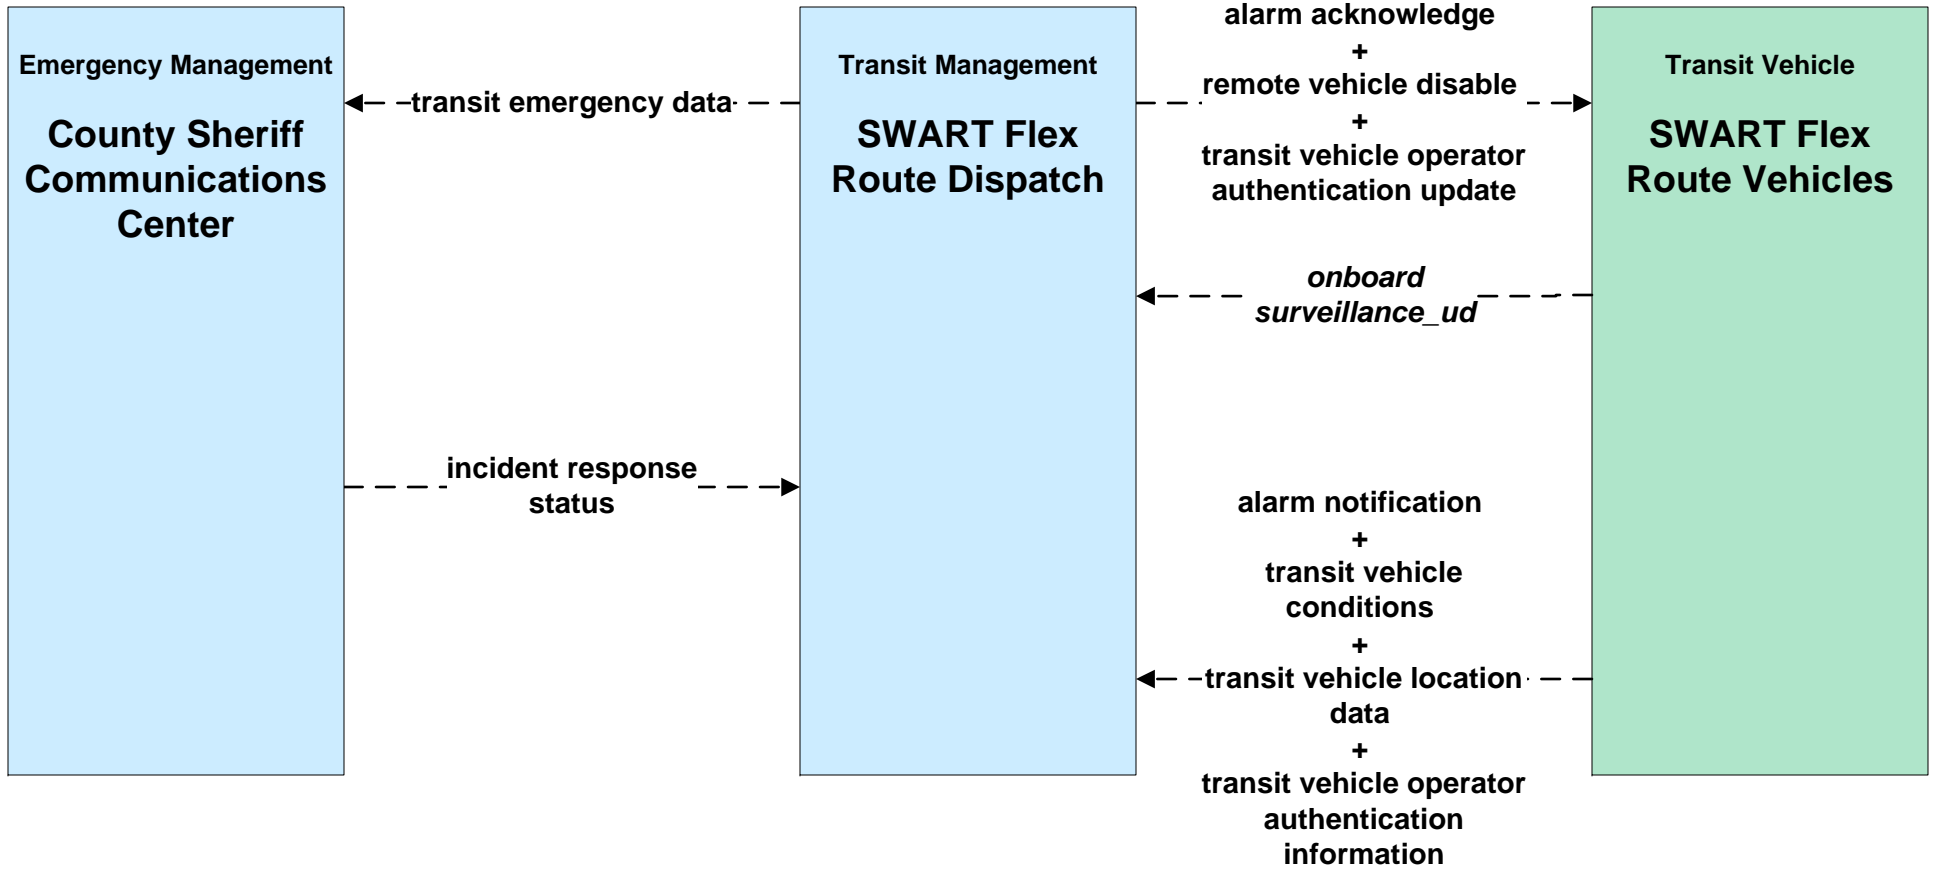 Emergency Management
County Sheriff
Communications
Center
transit emergency data
incident response
status
Transit Management
SWART Flex
Route Dispatch
alarm acknowledge
+
remote vehicle disable
+
transit vehicle operator
authentication update
onboard
surveillance_ud
alarm notification
+
transit vehicle
conditions
+
transit vehicle location
data
+
transit vehicle operator
authentication
information
Transit Vehicle
SWART Flex
Route Vehicles